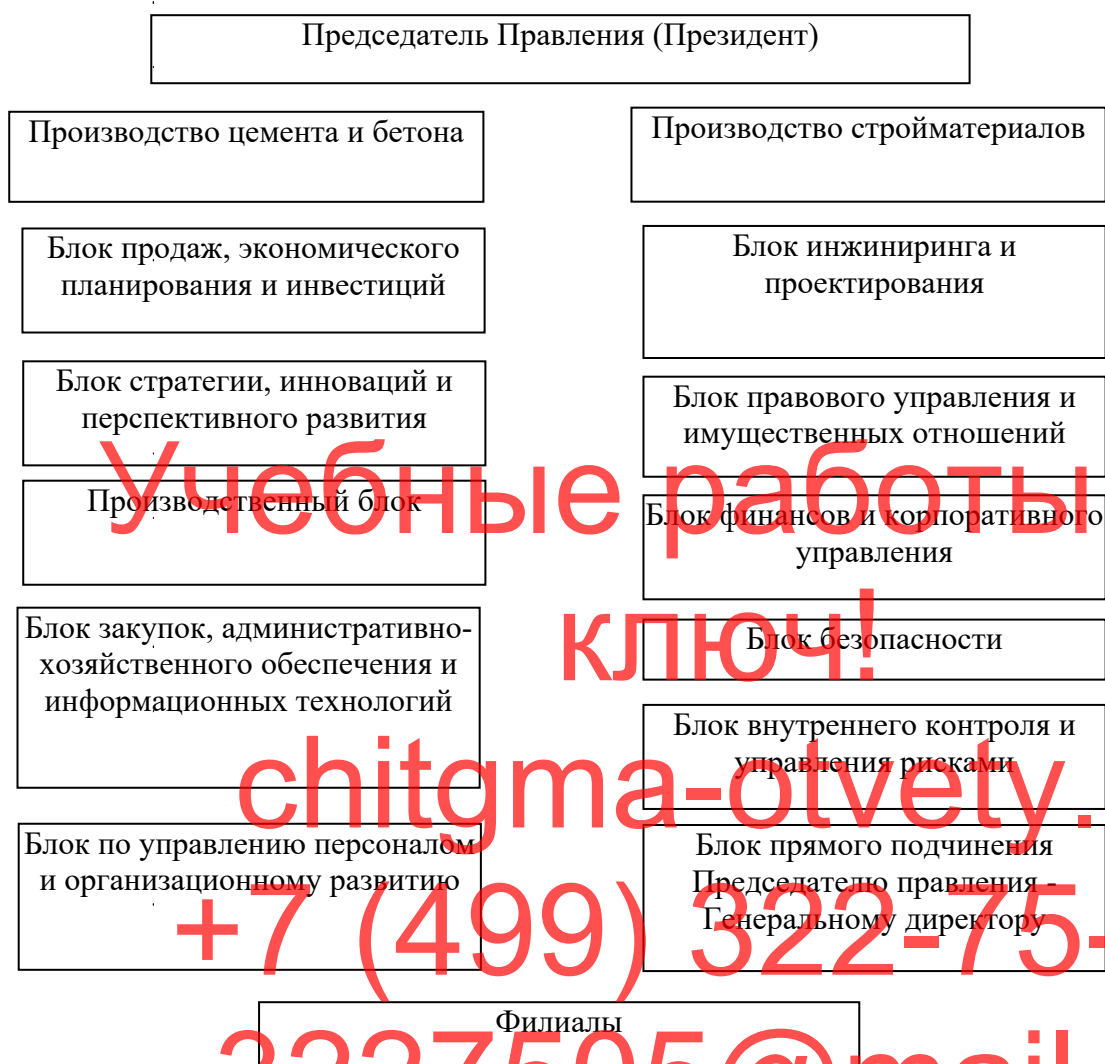 Председатель Правления (Президент)
Производство цемента и бетона
Производство стройматериалов
Блок продаж, экономического
планирования и инвестиций
Блок инжиниринга и
проектирования
Блок стратегии, инноваций и
перспективного развития
Блок правового управления и
имущественных отношений
Производственный блок
Блок финансов и корпоративного
управления
Блок закупок, административно-
хозяйственного обеспечения и
информационных технологий
Блок безопасности
Блок внутреннего контроля и
управления рисками
Блок по управлению персоналом
и организационному развитию
Блок прямого подчинения
Председателю правления -
Генеральному директору
Филиалы
Учебные работы
ключ!
chitgma-otvety.
+7 (499) 322-75-
3227505@mail